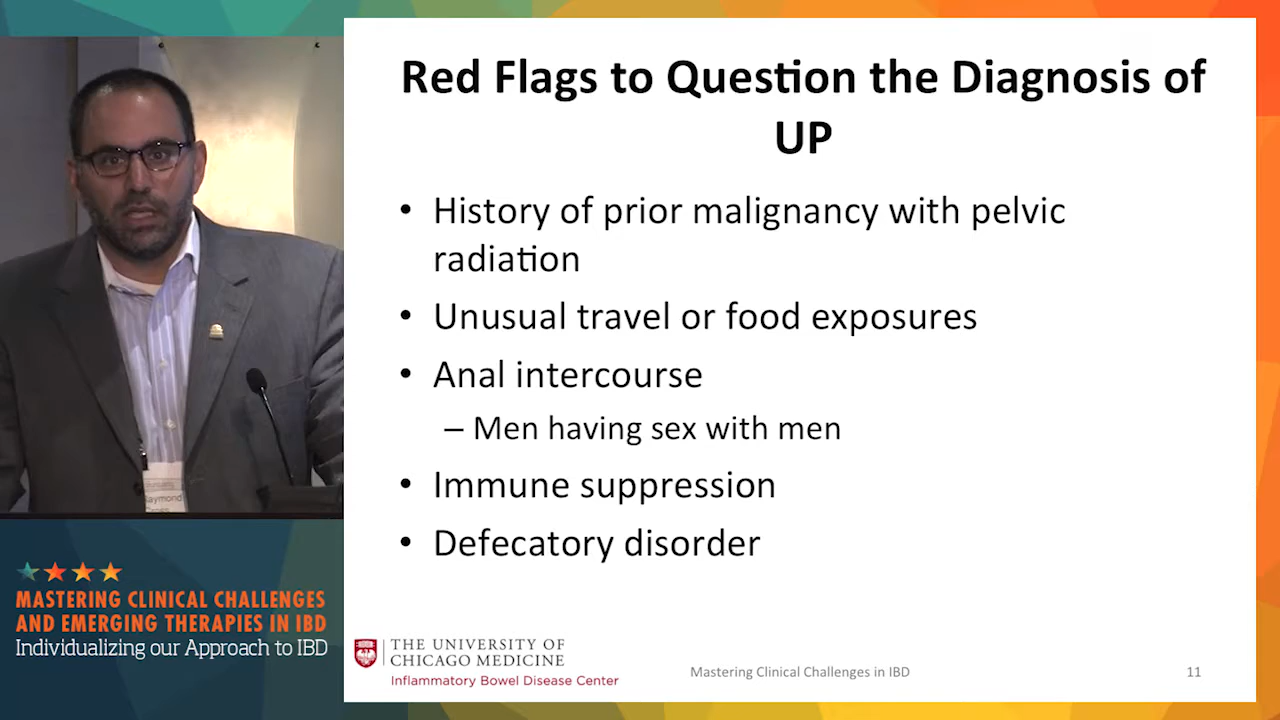 Red Flags to Question the Diagnosis of
UP
• History of prior malignancy with pelvic
radiation
• Unusual travel or food exposures
• Anal intercourse
– Men having sex with men
• Immune suppression
• Defecatory disorder
THE UNIVERSITY OF
CHICAGO MEDICINE
Inflammatory Bowel Disease Center
Mastering Clinical Challenges in IBD
11
Raymond
MASTERING CLINICAL CHALLENGES
AND EMERGING THERAPIES IN IBD
Individualizing our Approach to IBD